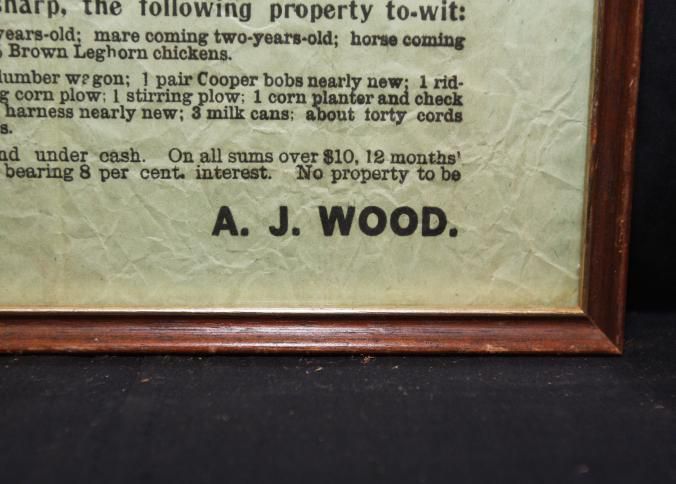 sharp, the following property to-wit:
years-old; mare coming two-years-old; horse coming
Brown Leghorn chickens.
lumber wagon; 1 pair Cooper bobs nearly new; 1 rid-
g corn plow; 1 stirring plow; 1 corn planter and check
harness nearly new; 3 milk cans; about forty cords
s.
nd under cash. On all sums over $10, 12 months'
bearing 8 per cent. interest. No property to be
A. J. WOOD.